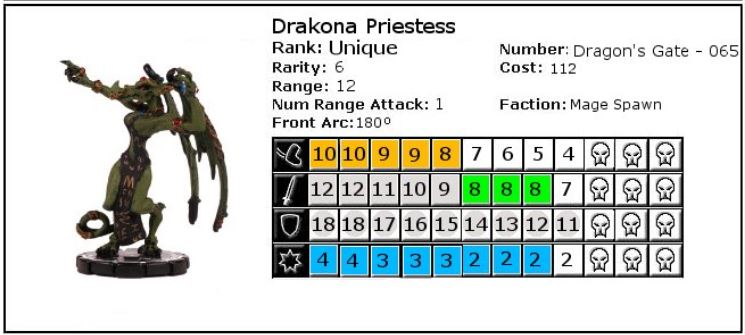 Drakona Priestess
Rank: Unique
Number: Dragon's Gate - 065
Rarity: 6
Cost: 112
Range: 12
Num Range Attack: 1
Faction: Mage Spawn
Front Arc:180º
10 10 9 9 8 7 6 5 4
12 12 11 10 9 8 8 8 7
18 18 17 16 15 14 13 12 11
4 4 3 3 3 2 2 2 2